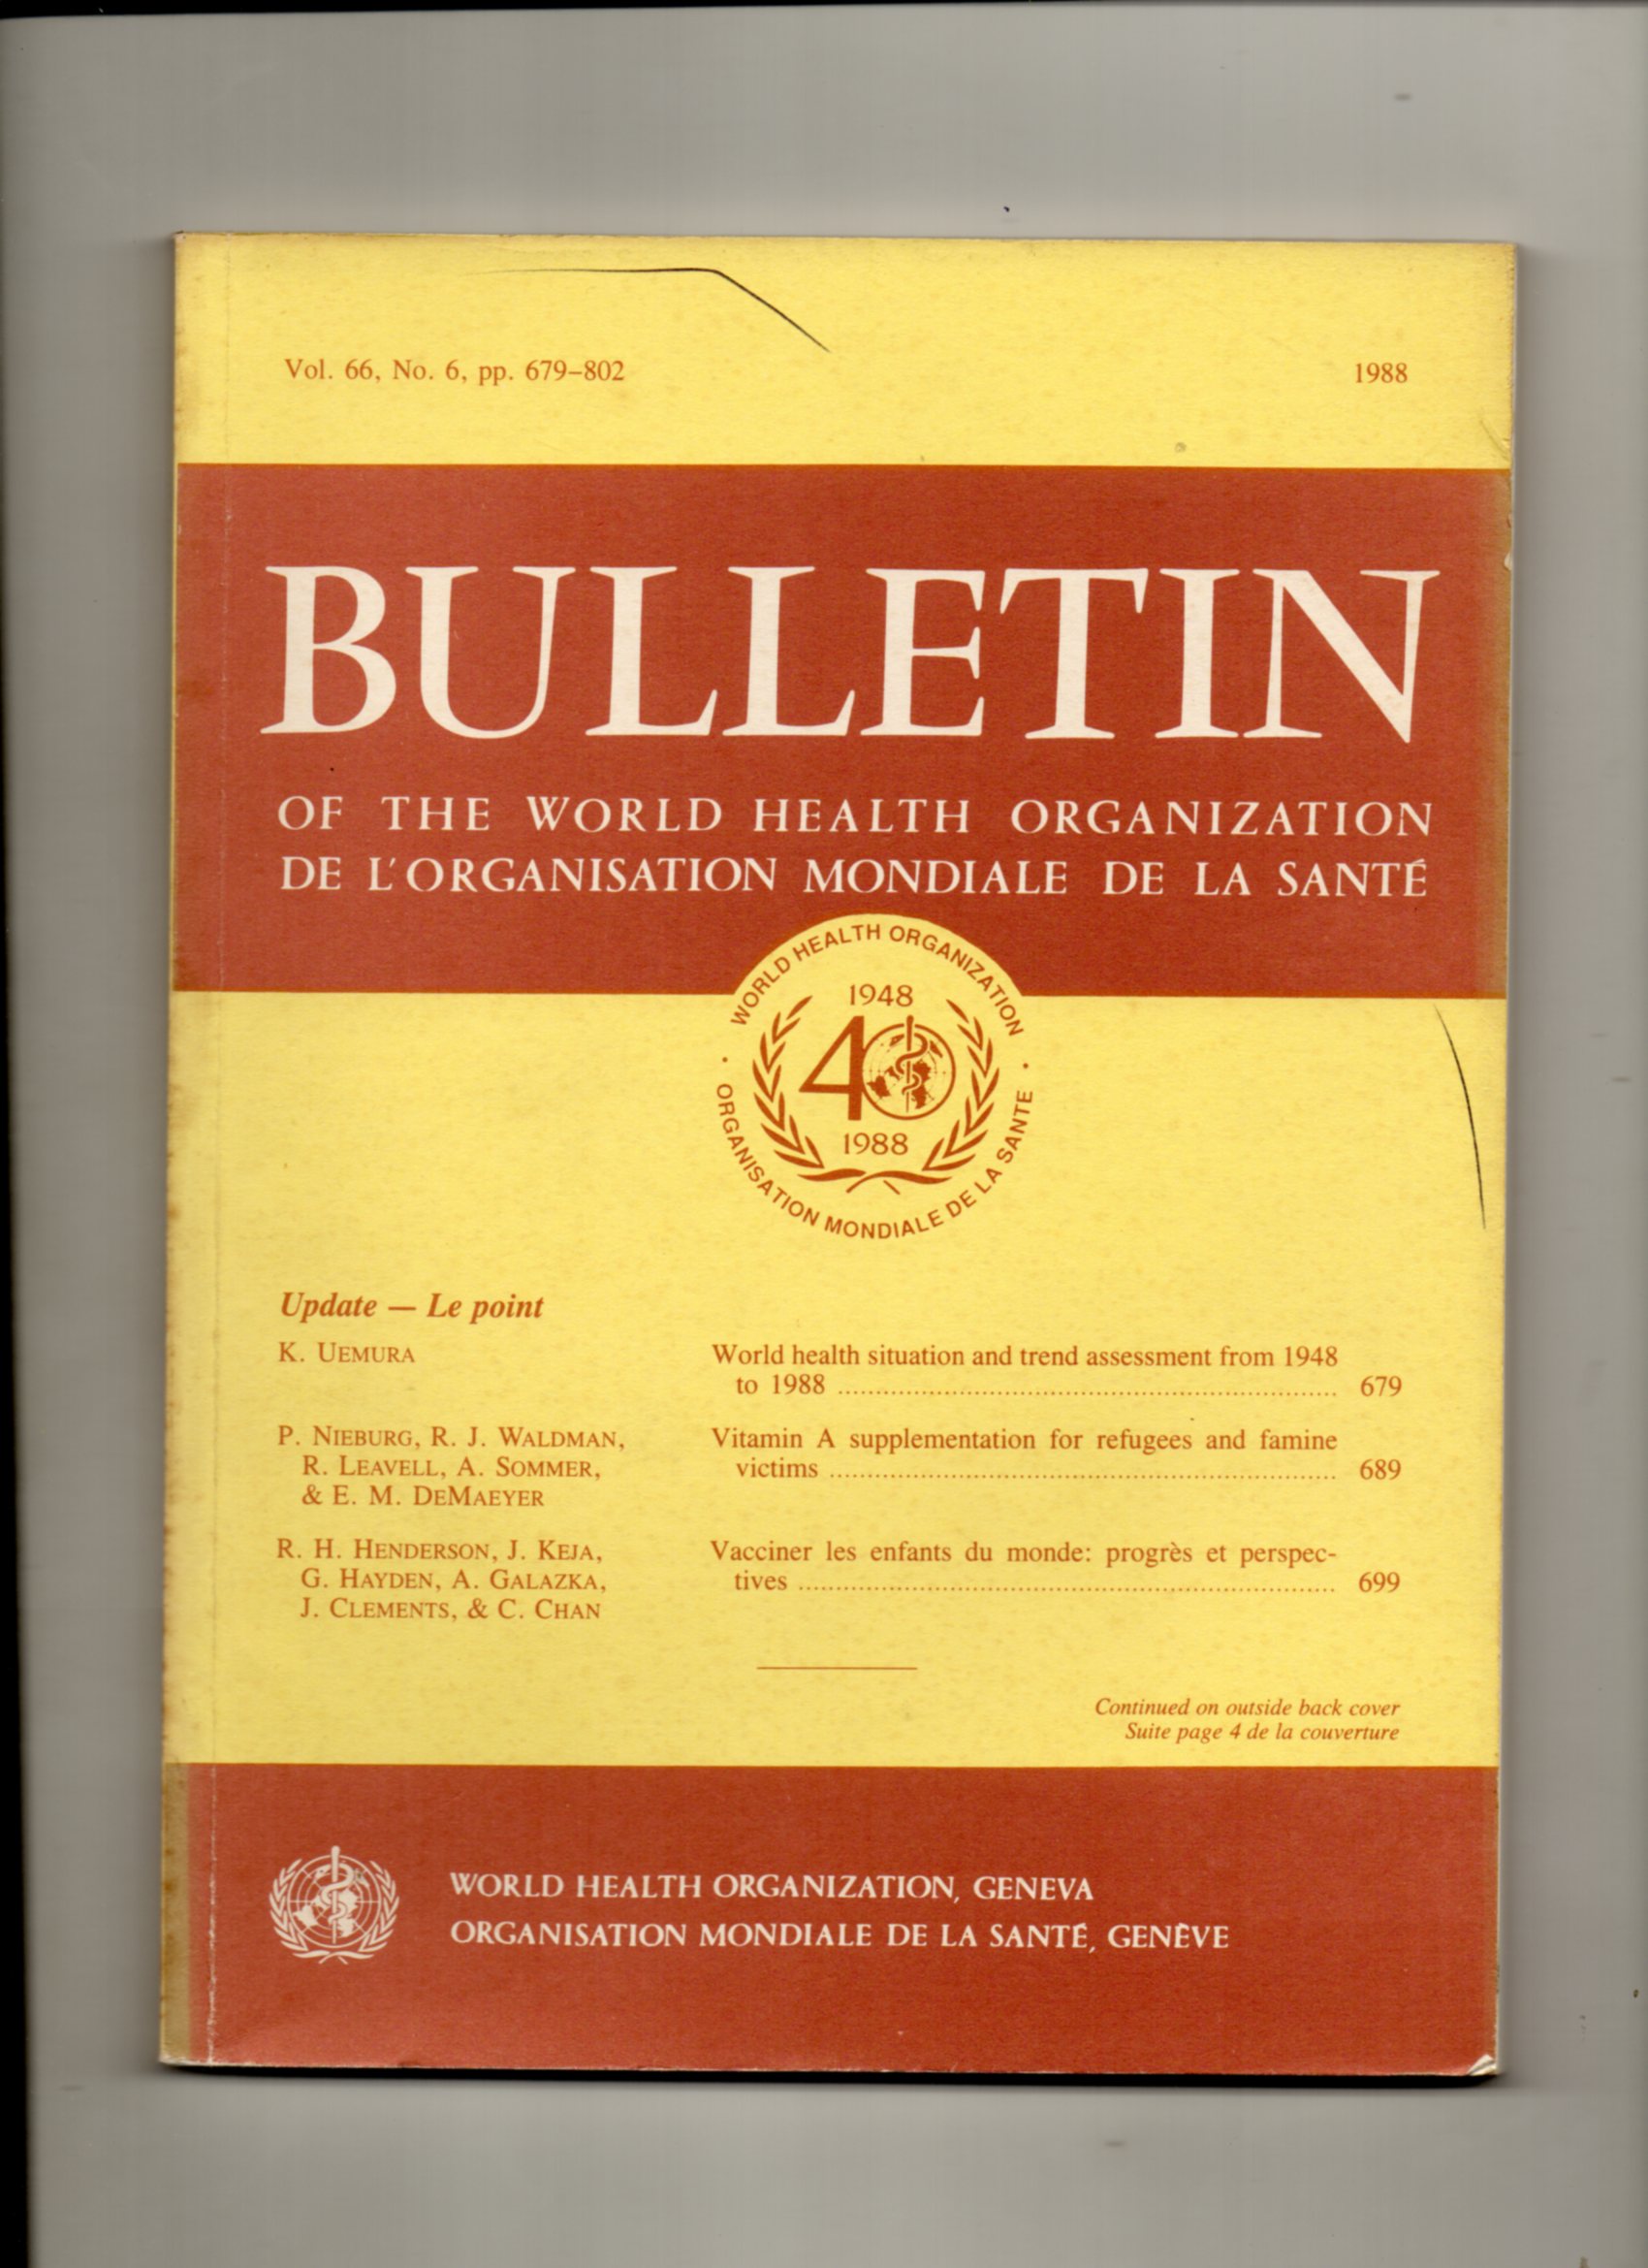 Vol. 66, No. 6, pp. 679–802 1988
BULLETIN
OF THE WORLD HEALTH ORGANIZATION
DE L'ORGANISATION MONDIALE DE LA SANTÉ
WORLD HEALTH ORGANIZATION
1948
40
1988
· ORGANISATION MONDIALE DE LA SANTE ·
Update — Le point
K. UEMURA World health situation and trend assessment from 1948
to 1988 ........................................ 679
P. NIEBURG, R. J. WALDMAN, Vitamin A supplementation for refugees and famine
R. LEAVELL, A. SOMMER, victims ........................................ 689
& E. M. DEMAEYER
R. H. HENDERSON, J. KEJA, Vacciner les enfants du monde: progrès et perspec-
G. HAYDEN, A. GALAZKA, tives ........................................ 699
J. CLEMENTS, & C. CHAN
Continued on outside back cover
Suite page 4 de la couverture
WORLD HEALTH ORGANIZATION, GENEVA
ORGANISATION MONDIALE DE LA SANTÉ, GENÈVE